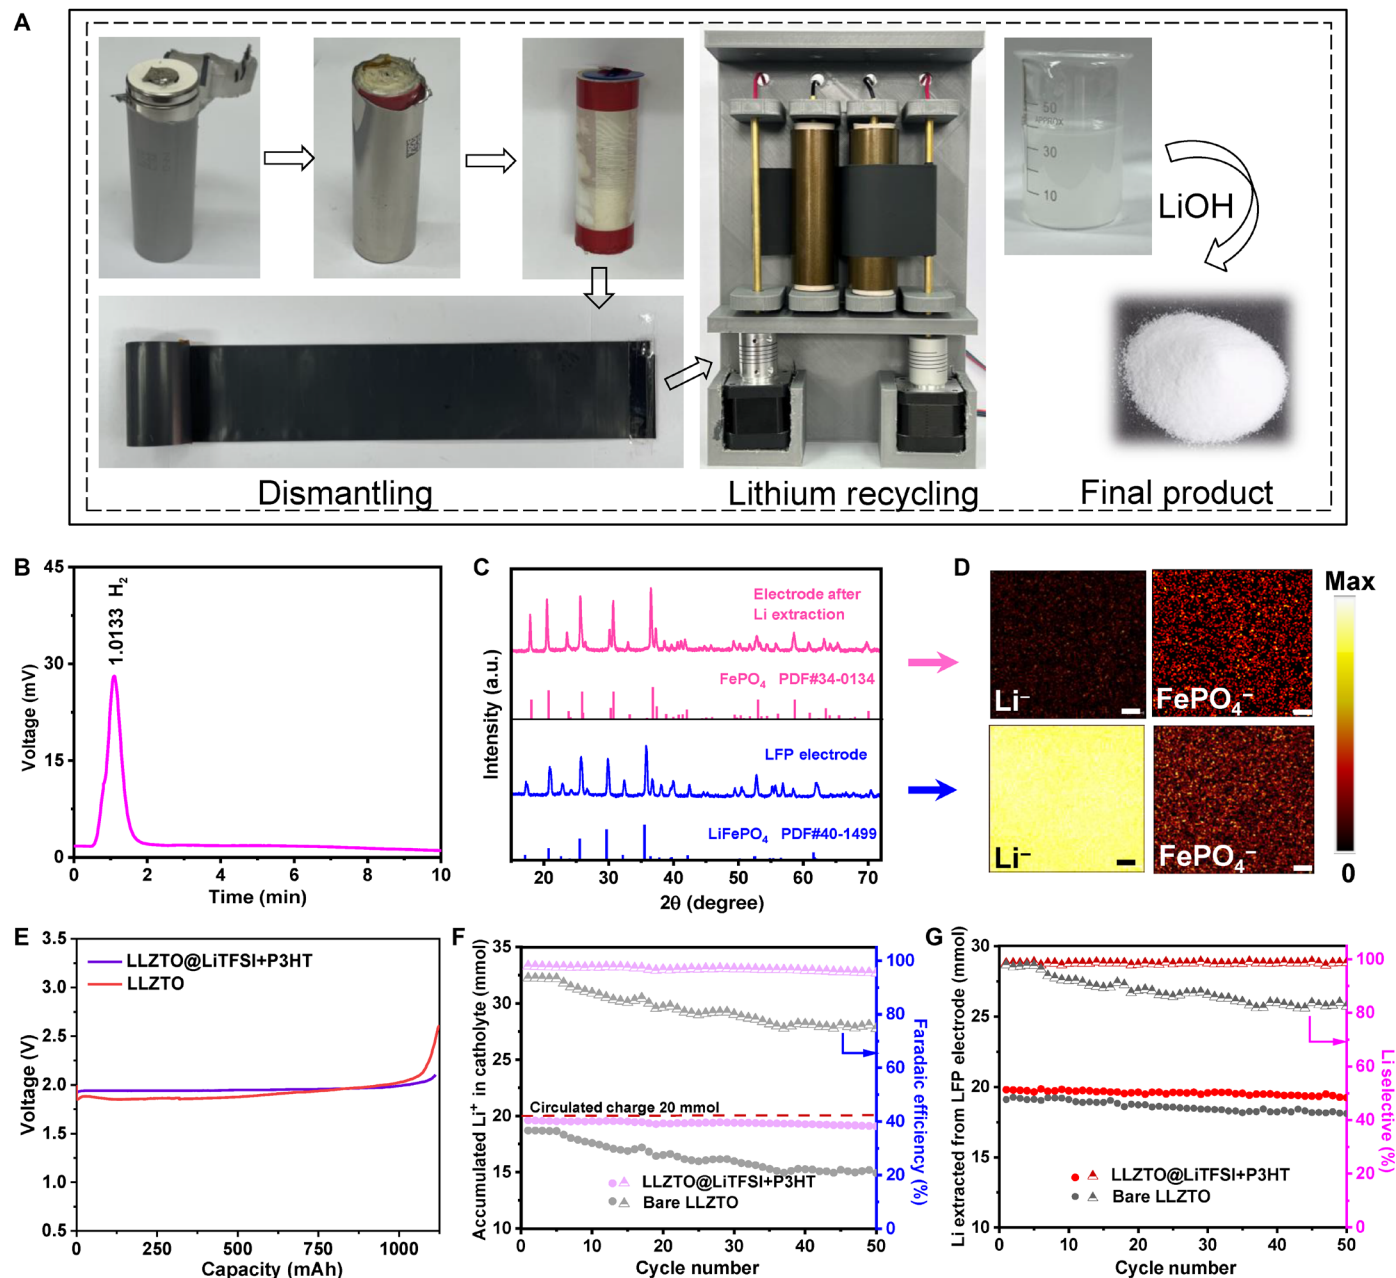 A
50
APPROX
30
10
LiOH
Dismantling
Lithium recycling
Final product
B
45
30
15
0
Voltage (mV)
1.0133 H₂
0 2 4 6 8 10
Time (min)
C
Intensity (a.u.)
Electrode after
Li extraction
FePO₄ PDF#34-0134
LFP electrode
LiFePO₄ PDF#40-1499
20 30 40 50 60 70
2θ (degree)
D
Li⁻
FePO₄⁻
Li⁻
FePO₄⁻
Max
0
E
3.5
3.0
2.5
2.0
1.5
1.0
0.5
Voltage (V)
LLZTO@LiTFSI+P3HT
LLZTO
0 250 500 750 1000
Capacity (mAh)
F
35
30
25
20
15
10
Accumulated Li⁺ in catholyte (mmol)
Circulated charge 20 mmol
LLZTO@LiTFSI+P3HT
Bare LLZTO
100
80
60
40
20
0
Faradaic efficiency (%)
0 10 20 30 40 50
Cycle number
G
30
25
20
15
10
Li extracted from LFP electrode (mmol)
LLZTO@LiTFSI+P3HT
Bare LLZTO
100
80
60
40
20
0
Li selective (%)
0 10 20 30 40 50
Cycle number